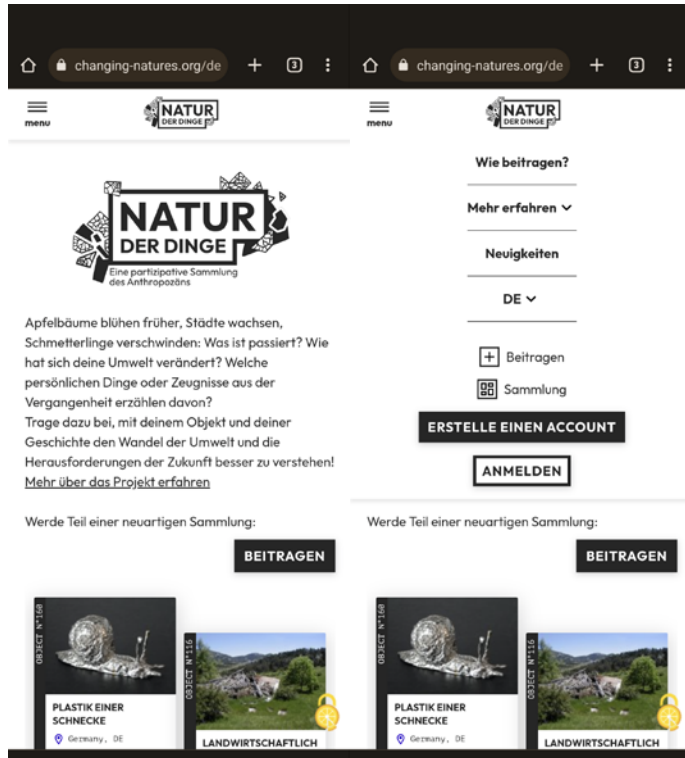 changing-natures.org/de
3
menu
NATUR
DER DINGE
NATUR
DER DINGE
Eine partizipative Sammlung
des Anthropozäns
Apfelbäume blühen früher, Städte wachsen,
Schmetterlinge verschwinden: Was ist passiert? Wie
hat sich deine Umwelt verändert? Welche
persönlichen Dinge oder Zeugnisse aus der
Vergangenheit erzählen davon?
Trage dazu bei, mit deinem Objekt und deiner
Geschichte den Wandel der Umwelt und die
Herausforderungen der Zukunft besser zu verstehen!
Mehr über das Projekt erfahren
Werde Teil einer neuartigen Sammlung:
BEITRAGEN
OBJECT N°160
PLASTIK EINER
SCHNECKE
Germany, DE
OBJECT N°116
LANDWIRTSCHAFTLICH
changing-natures.org/de
3
menu
NATUR
DER DINGE
Wie beitragen?
Mehr erfahren
Neuigkeiten
DE
Beitragen
Sammlung
ERSTELLE EINEN ACCOUNT
ANMELDEN
Werde Teil einer neuartigen Sammlung:
BEITRAGEN
OBJECT N°160
PLASTIK EINER
SCHNECKE
Germany, DE
OBJECT N°116
LANDWIRTSCHAFTLICH